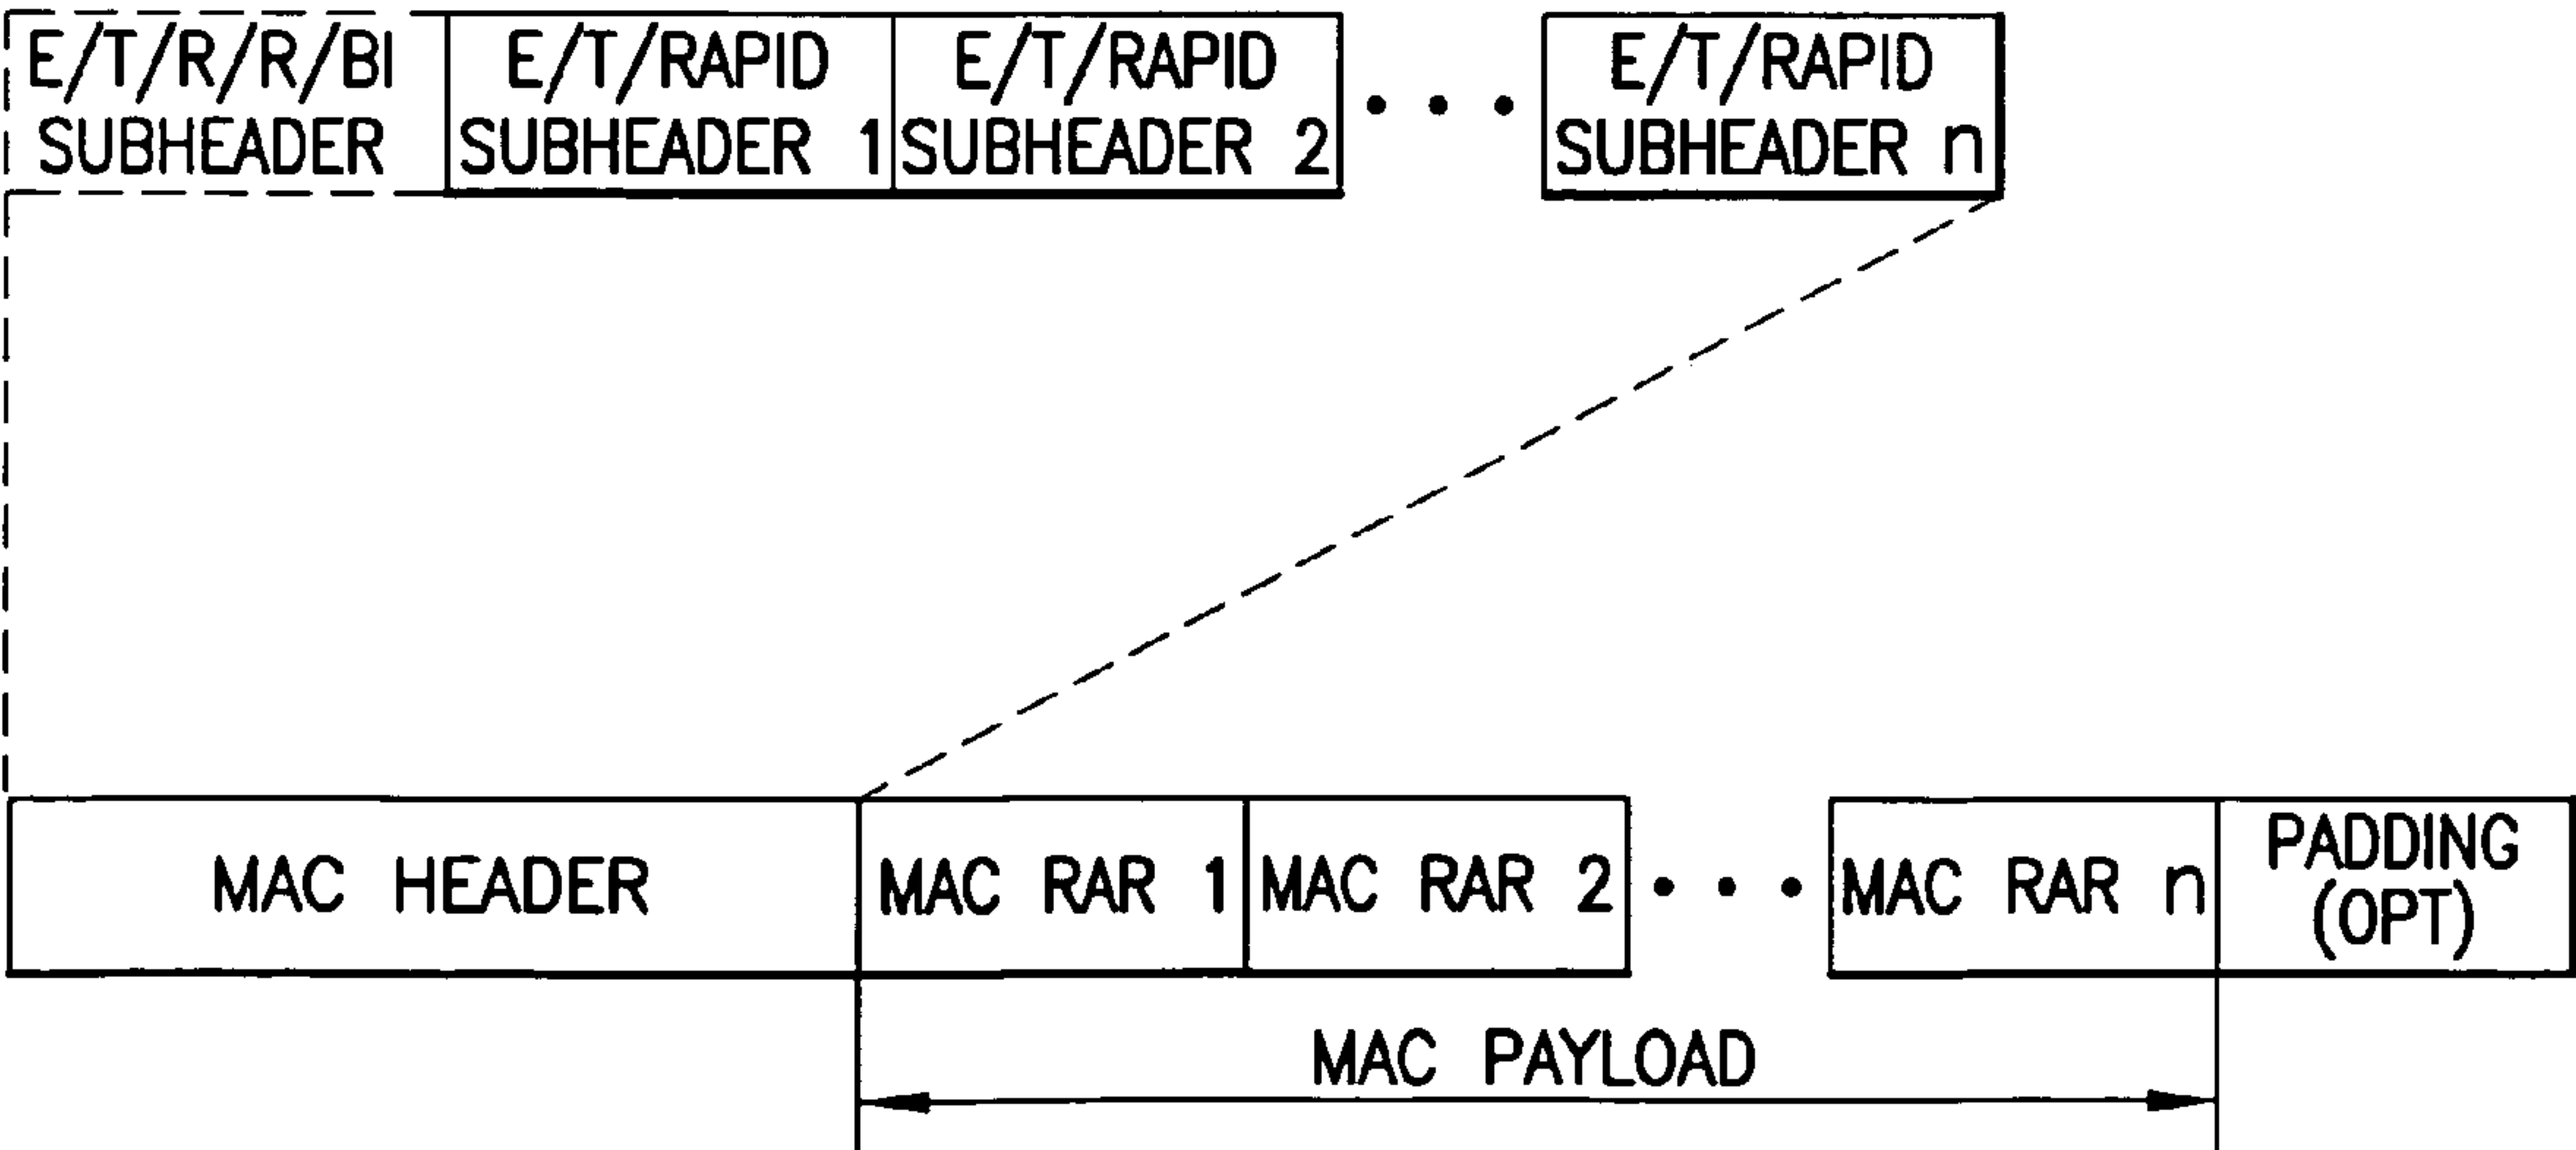 E/T/R/R/BI
SUBHEADER
E/T/RAPID
SUBHEADER 1
E/T/RAPID
SUBHEADER 2
E/T/RAPID
SUBHEADER n
MAC HEADER
MAC RAR 1
MAC RAR 2
MAC RAR n
PADDING
(OPT)
MAC PAYLOAD